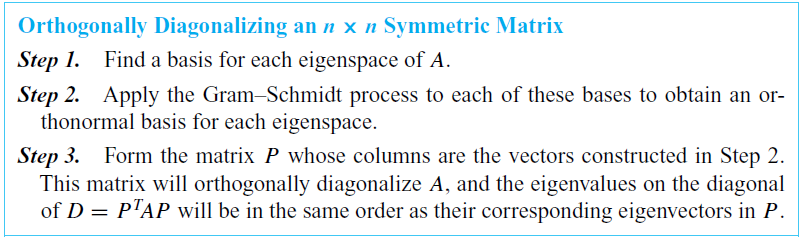 Orthogonally Diagonalizing an n × n Symmetric Matrix
Step 1. Find a basis for each eigenspace of A.
Step 2. Apply the Gram–Schmidt process to each of these bases to obtain an or-
thonormal basis for each eigenspace.
Step 3. Form the matrix P whose columns are the vectors constructed in Step 2.
This matrix will orthogonally diagonalize A, and the eigenvalues on the diagonal
of D = PᵀAP will be in the same order as their corresponding eigenvectors in P.